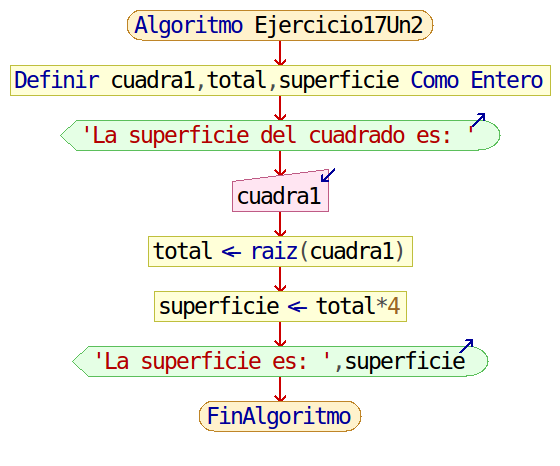 Algoritmo Ejercicio17Un2
Definir cuadra1,total,superficie Como Entero
'La superficie del cuadrado es: '
cuadra1
total ← raiz(cuadra1)
superficie ← total*4
'La superficie es: ',superficie
FinAlgoritmo